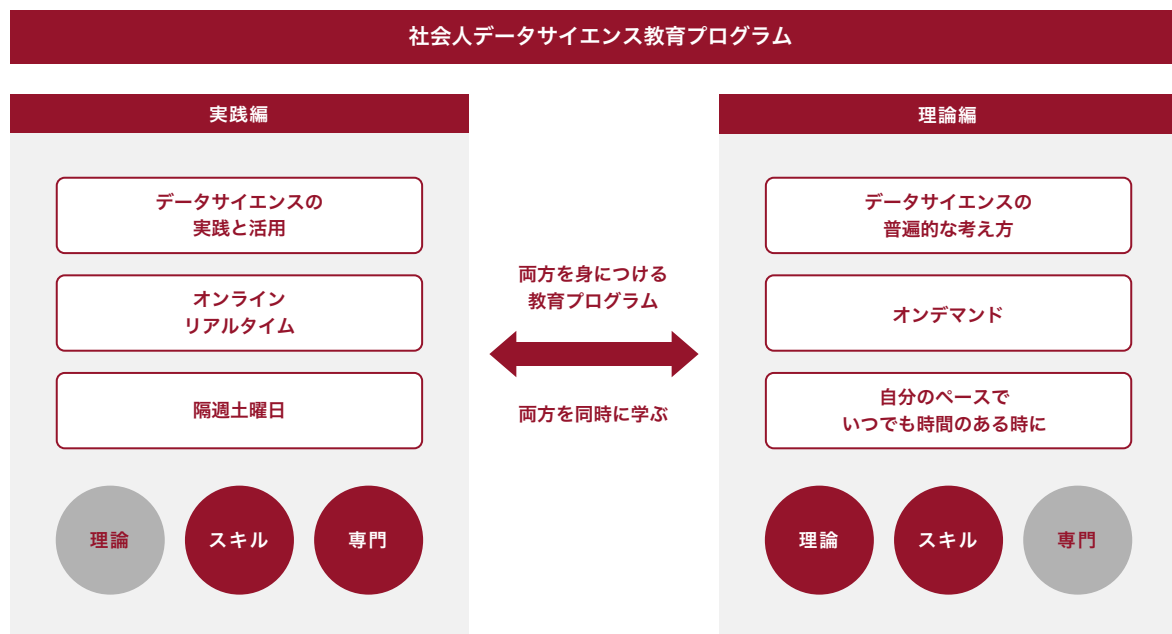 社会人データサイエンス教育プログラム
実践編
データサイエンスの
実践と活用
オンライン
リアルタイム
隔週土曜日
理論
スキル
専門
両方を身につける
教育プログラム
両方を同時に学ぶ
理論編
データサイエンスの
普遍的な考え方
オンデマンド
自分のペースで
いつでも時間のある時に
理論
スキル
専門